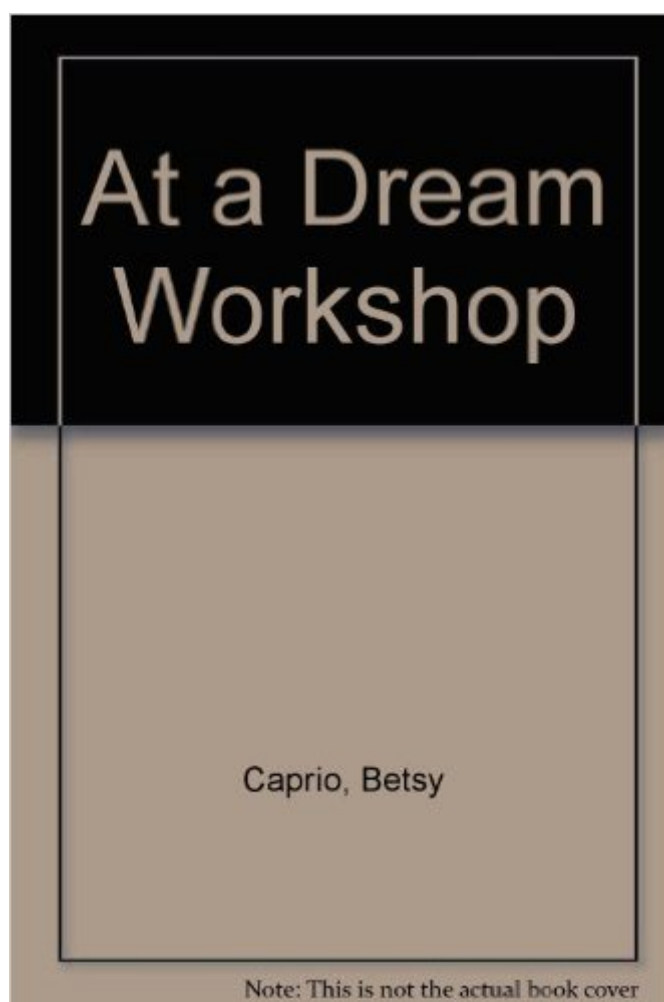 At a Dream
Workshop
Caprio, Betsy
Note: This is not the actual book cover